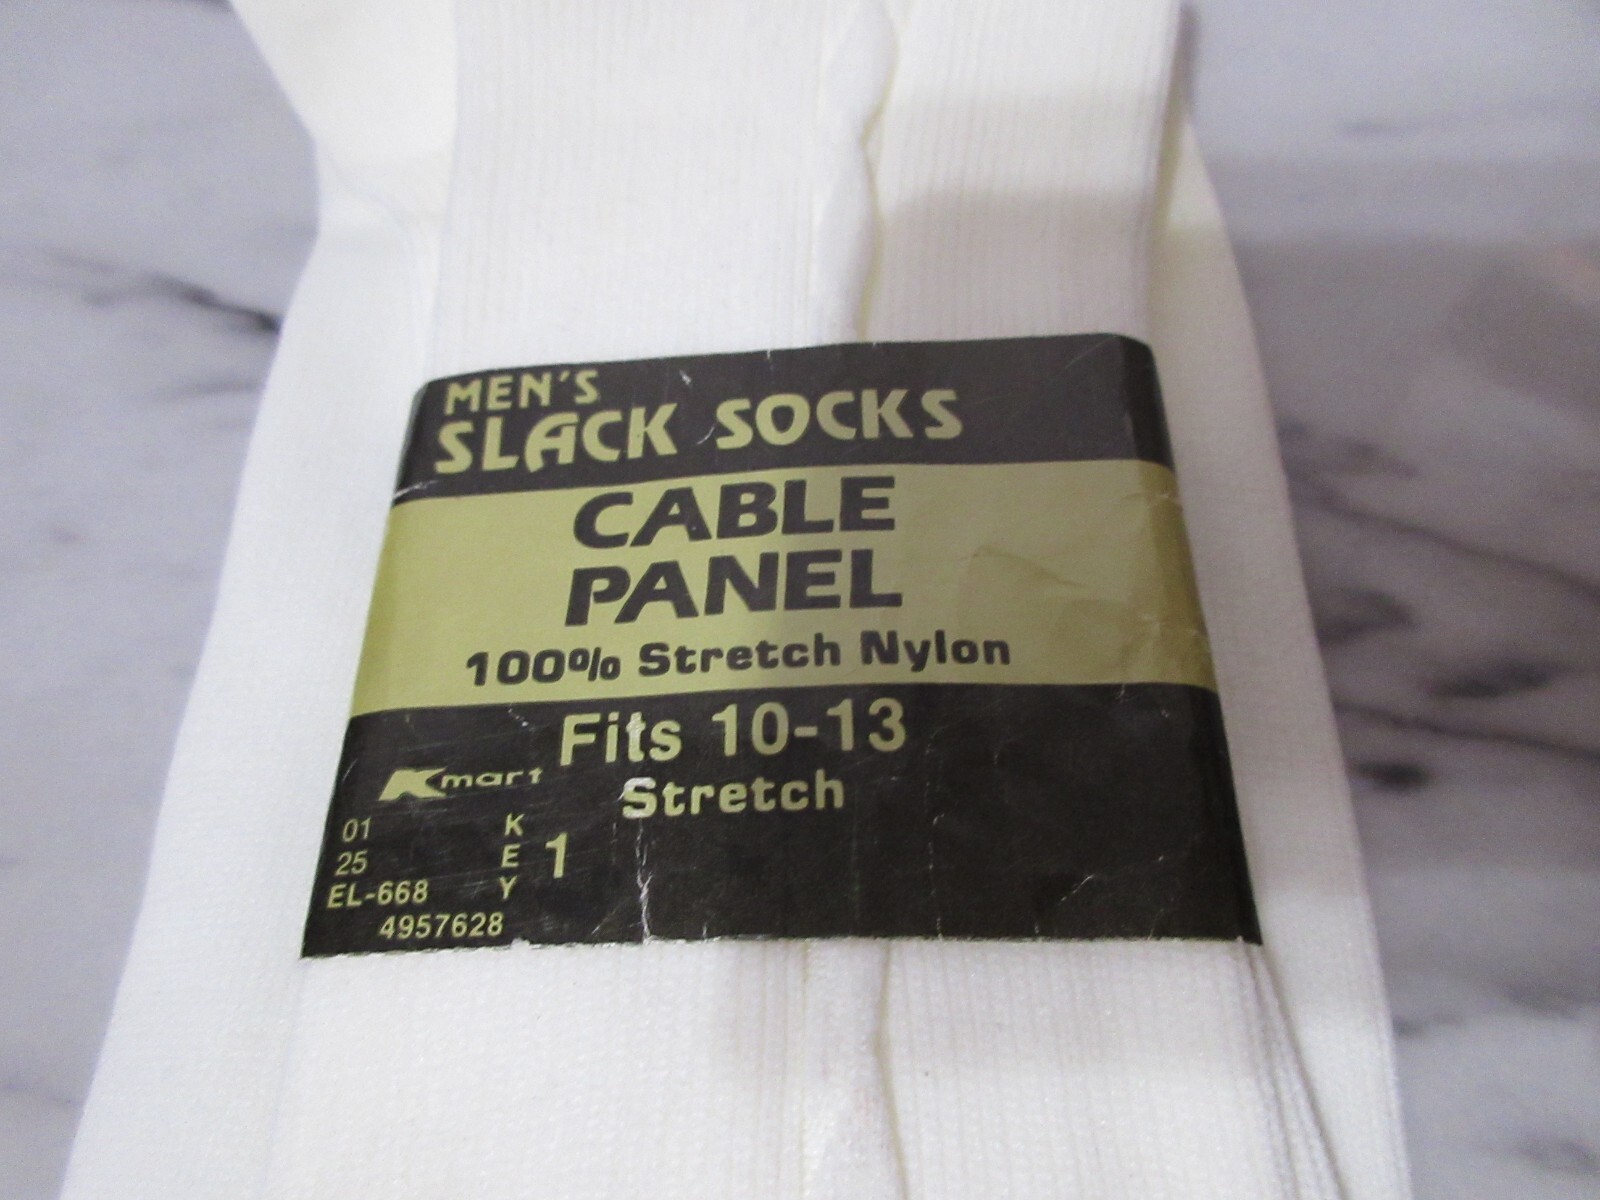 MEN'S
SLACK SOCKS
CABLE
PANEL
100% Stretch Nylon
Fits 10-13
Stretch
Kmart
01
25
EL-668
4957628
KEY 1